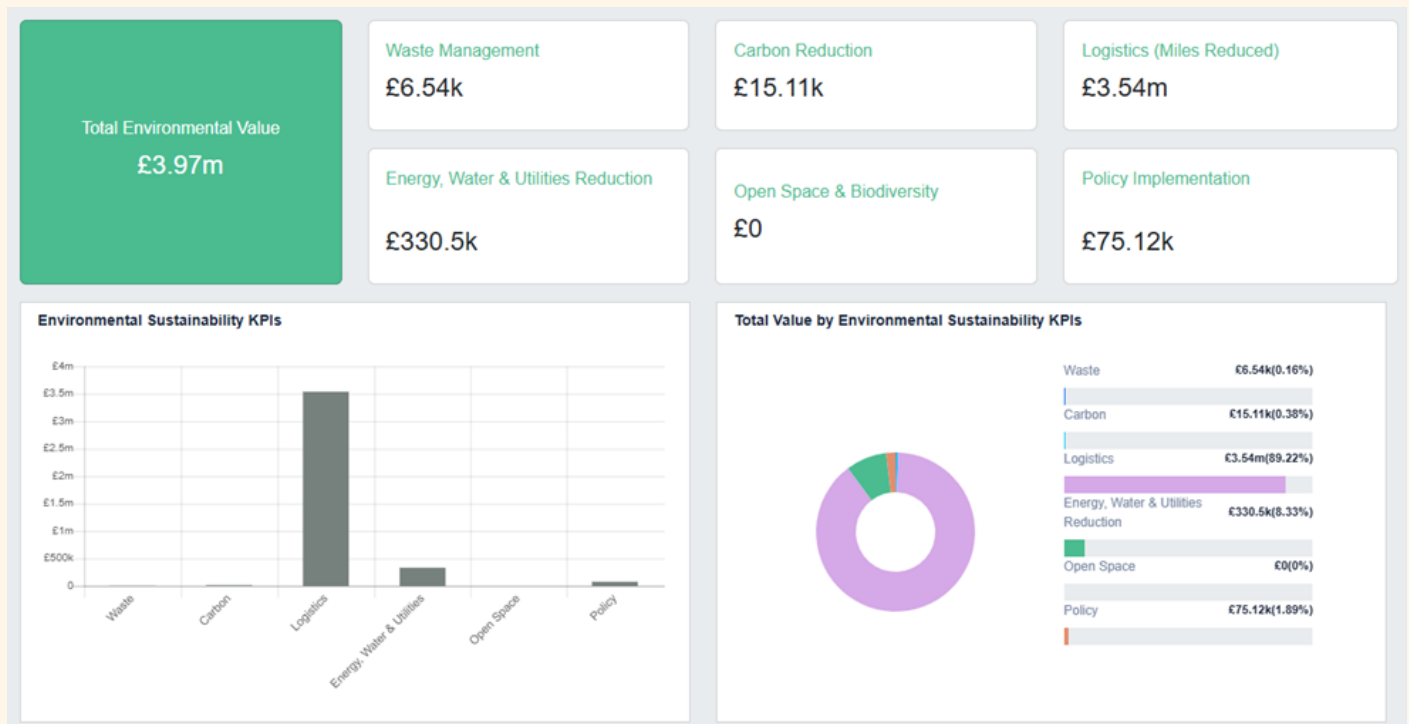 Total Environmental Value
£3.97m
Waste Management
£6.54k
Carbon Reduction
£15.11k
Logistics (Miles Reduced)
£3.54m
Energy, Water & Utilities Reduction
£330.5k
Open Space & Biodiversity
£0
Policy Implementation
£75.12k
Environmental Sustainability KPIs
£4m
£3.5m
£3m
£2.5m
£2m
£1.5m
£1m
£500k
0
Waste
Carbon
Logistics
Energy, Water & Utilities
Open Space
Policy
Total Value by Environmental Sustainability KPIs
Waste £6.54k(0.16%)
Carbon £15.11k(0.38%)
Logistics £3.54m(89.22%)
Energy, Water & Utilities
Reduction £330.5k(8.33%)
Open Space £0(0%)
Policy £75.12k(1.89%)